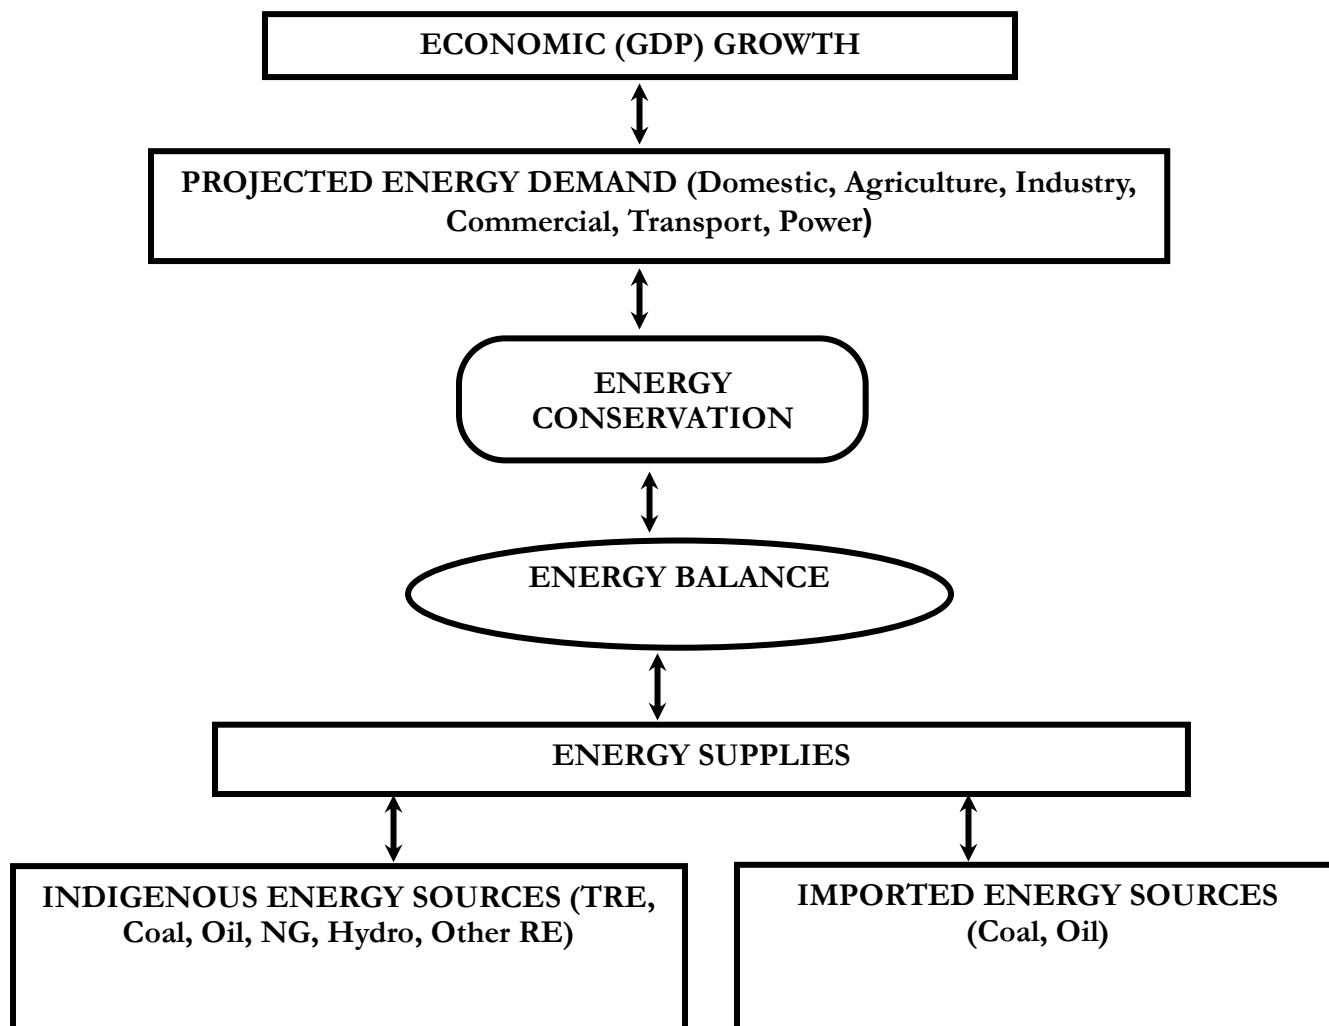 ECONOMIC (GDP) GROWTH
PROJECTED ENERGY DEMAND (Domestic, Agriculture, Industry,
Commercial, Transport, Power)
ENERGY
CONSERVATION
ENERGY BALANCE
ENERGY SUPPLIES
INDIGENOUS ENERGY SOURCES (TRE,
Coal, Oil, NG, Hydro, Other RE)
IMPORTED ENERGY SOURCES
(Coal, Oil)